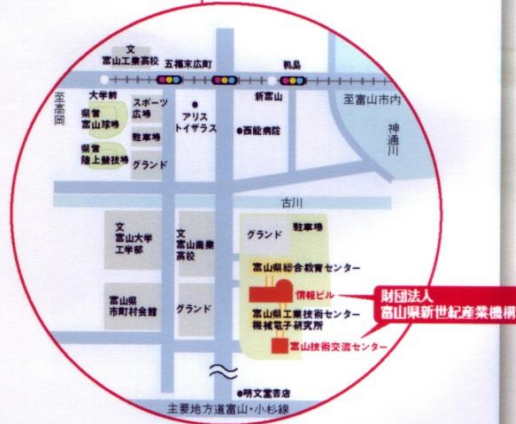 文
富山工業高校
五福末広町
鴨島
大学前
新富山
至高岡
至富山市内
県営
富山球場
スポーツ
広場
アリス
トイザラス
西能病院
神通川
駐車場
県営
陸上競技場
グランド
古川
文
富山大学
工学部
文
富山商業
高校
グランド
駐車場
富山県総合教育センター
情報ビル
財団法人
富山県新世紀産業機構
富山県
市町村会館
グランド
富山県工業技術センター
機械電子研究所
富山技術交流センター
明文堂書店
主要地方道富山・小杉線